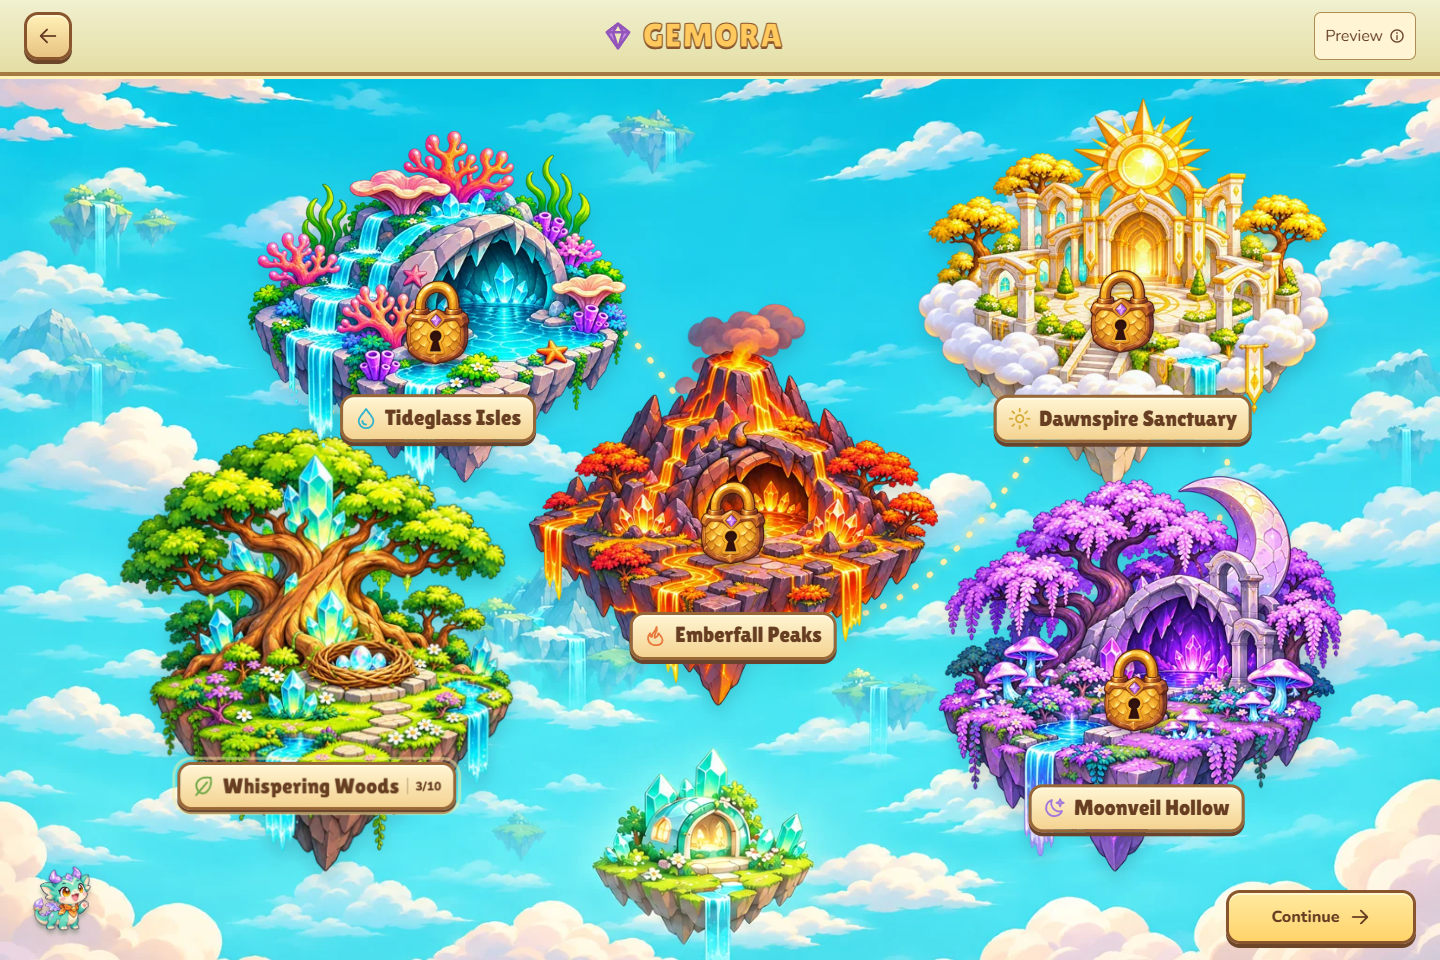 GEMORA
Preview
Tideglass Isles
Dawnspire Sanctuary
Emberfall Peaks
Whispering Woods 3/10
Moonveil Hollow
Continue